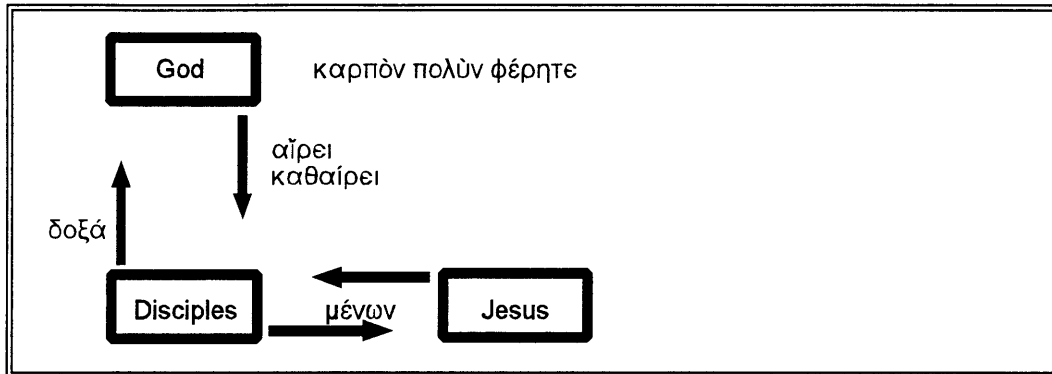 God καρπὸν πολὺν φέρητε
αἴρει
καθαίρει
δοξά
Disciples μένων Jesus